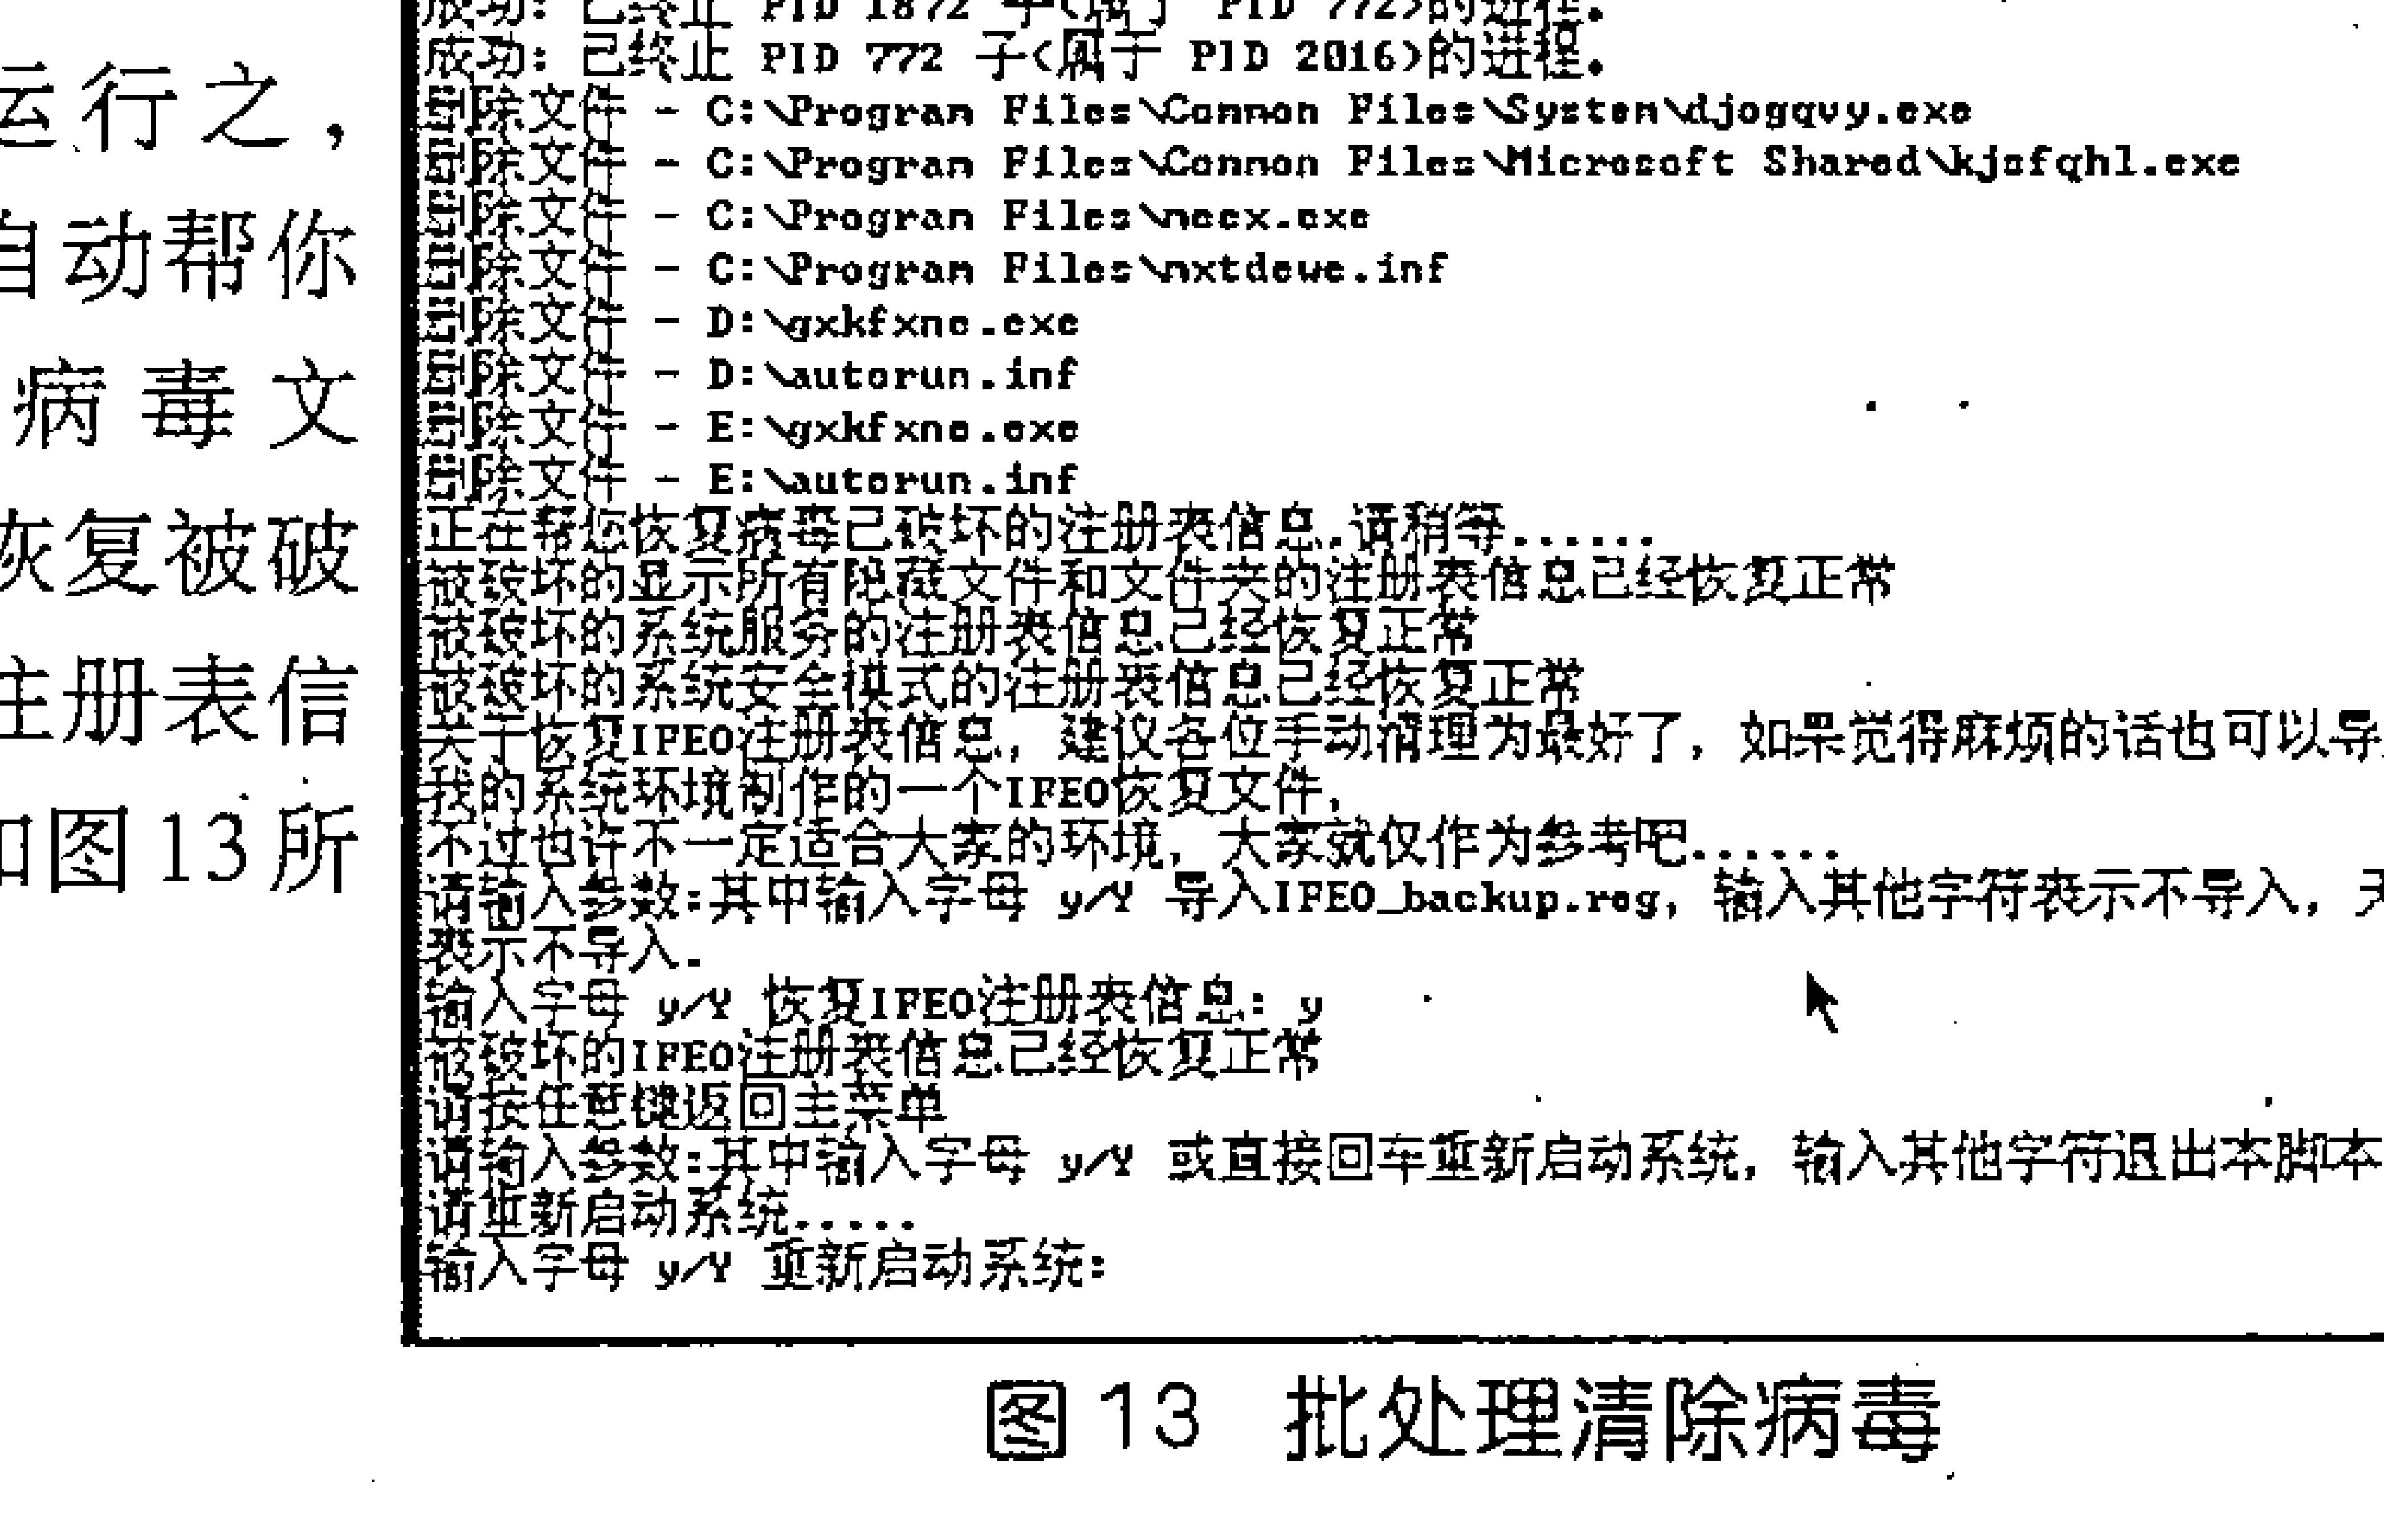 运行之，
自动帮你
病毒文
恢复被破
注册表信
如图13所
成功: 已终止 PID 1872 子(属于 PID 772)的进程。
成功: 已终止 PID 772 子(属于 PID 2016)的进程。
删除文件 - C:\Program Files\Common Files\System\djogqvy.exe
删除文件 - C:\Program Files\Common Files\Microsoft Shared\kjsfqhl.exe
删除文件 - C:\Program Files\meex.exe
删除文件 - C:\Program Files\mxtdewe.inf
删除文件 - D:\gxkfxne.exe
删除文件 - D:\autorun.inf
删除文件 - E:\gxkfxne.exe
删除文件 - E:\autorun.inf
正在帮您恢复病毒已破坏的注册表信息.请稍等......
被破坏的显示所有隐藏文件和文件夹的注册表信息已经恢复正常
被破坏的系统服务的注册表信息已经恢复正常
被破坏的系统安全模式的注册表信息已经恢复正常
关于恢复IFEO注册表信息，建议各位手动清理为最好了，如果觉得麻烦的话也可以导
我的系统环境制作的一个IFEO恢复文件，
不过也许不一定适合大家的环境，大家就仅作为参考吧......
请输入参数:其中输入字母 y/Y 导入IFEO_backup.reg，输入其他字符表示不导入，
表示不导入.
输入字母 y/Y 恢复IFEO注册表信息: y
被破坏的IFEO注册表信息已经恢复正常
请按任意键返回主菜单
请输入参数:其中输入字母 y/Y 或直接回车重新启动系统，输入其他字符退出本脚本
请重新启动系统.....
输入字母 y/Y 重新启动系统:
图 13 批处理清除病毒